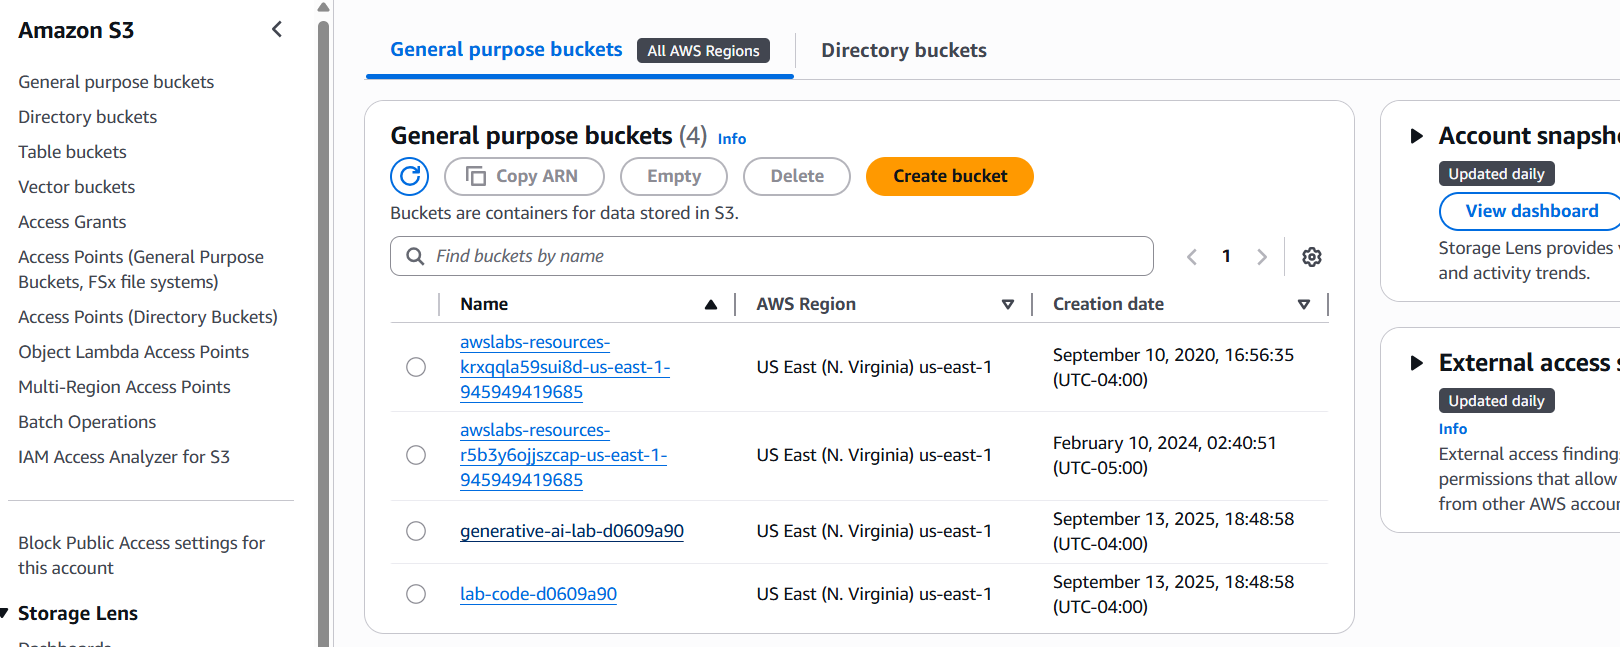 Amazon S3
General purpose buckets
Directory buckets
Table buckets
Vector buckets
Access Grants
Access Points (General Purpose
Buckets, FSx file systems)
Access Points (Directory Buckets)
Object Lambda Access Points
Multi-Region Access Points
Batch Operations
IAM Access Analyzer for S3
Block Public Access settings for
this account
Storage Lens
General purpose buckets All AWS Regions Directory buckets
General purpose buckets (4) Info
Copy ARN Empty Delete Create bucket
Buckets are containers for data stored in S3.
Find buckets by name 1
Name AWS Region Creation date
awslabs-resources-
krxqqla59sui8d-us-east-1-
945949419685
US East (N. Virginia) us-east-1
September 10, 2020, 16:56:35
(UTC-04:00)
awslabs-resources-
r5b3y6ojjszcap-us-east-1-
945949419685
US East (N. Virginia) us-east-1
February 10, 2024, 02:40:51
(UTC-05:00)
generative-ai-lab-d0609a90
US East (N. Virginia) us-east-1
September 13, 2025, 18:48:58
(UTC-04:00)
lab-code-d0609a90
US East (N. Virginia) us-east-1
September 13, 2025, 18:48:58
(UTC-04:00)
Account
Updated daily
View dashboard
Storage Lens provides
and activity trends.
External access
Updated daily
Info
External access
permissions that allow
from other AWS